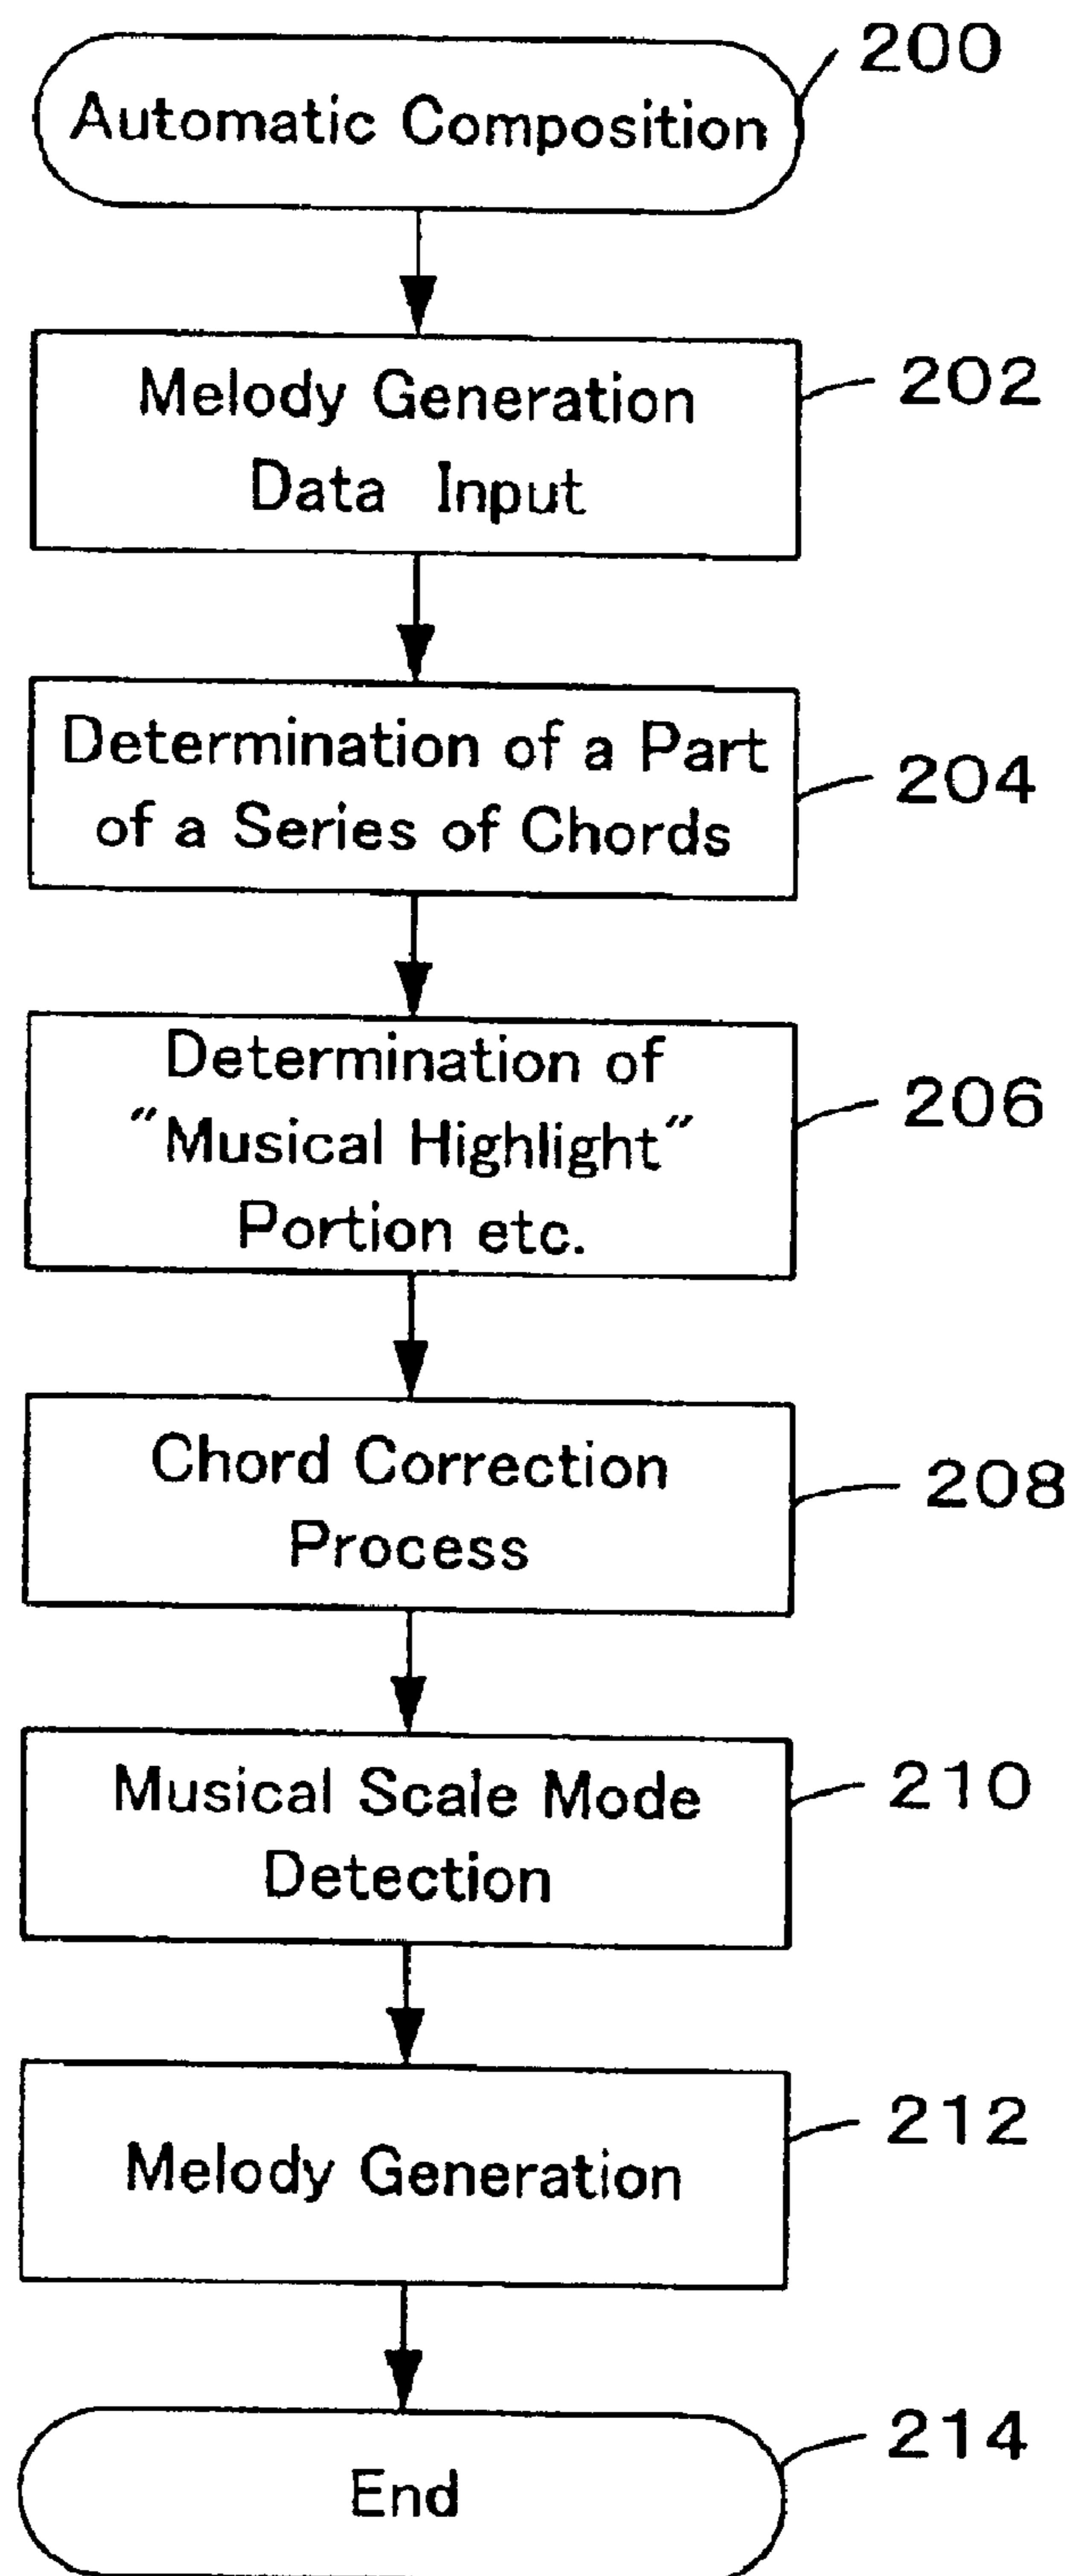 200
Automatic Composition
202
Melody Generation
Data Input
204
Determination of a Part
of a Series of Chords
206
Determination of
"Musical Highlight"
Portion etc.
208
Chord Correction
Process
210
Musical Scale Mode
Detection
212
Melody Generation
214
End